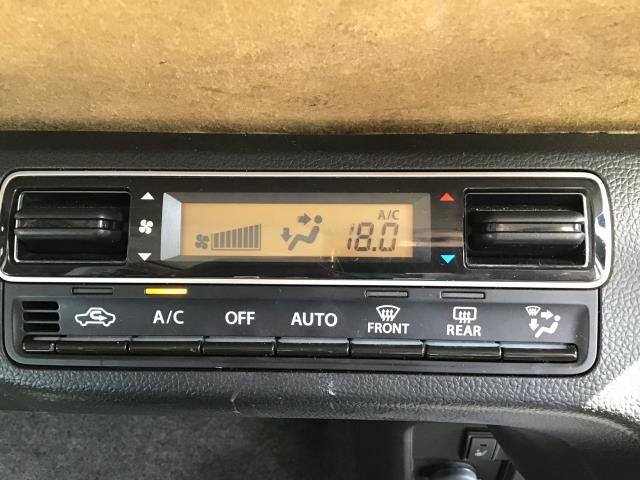 A/C
18.0
A/C OFF AUTO FRONT REAR